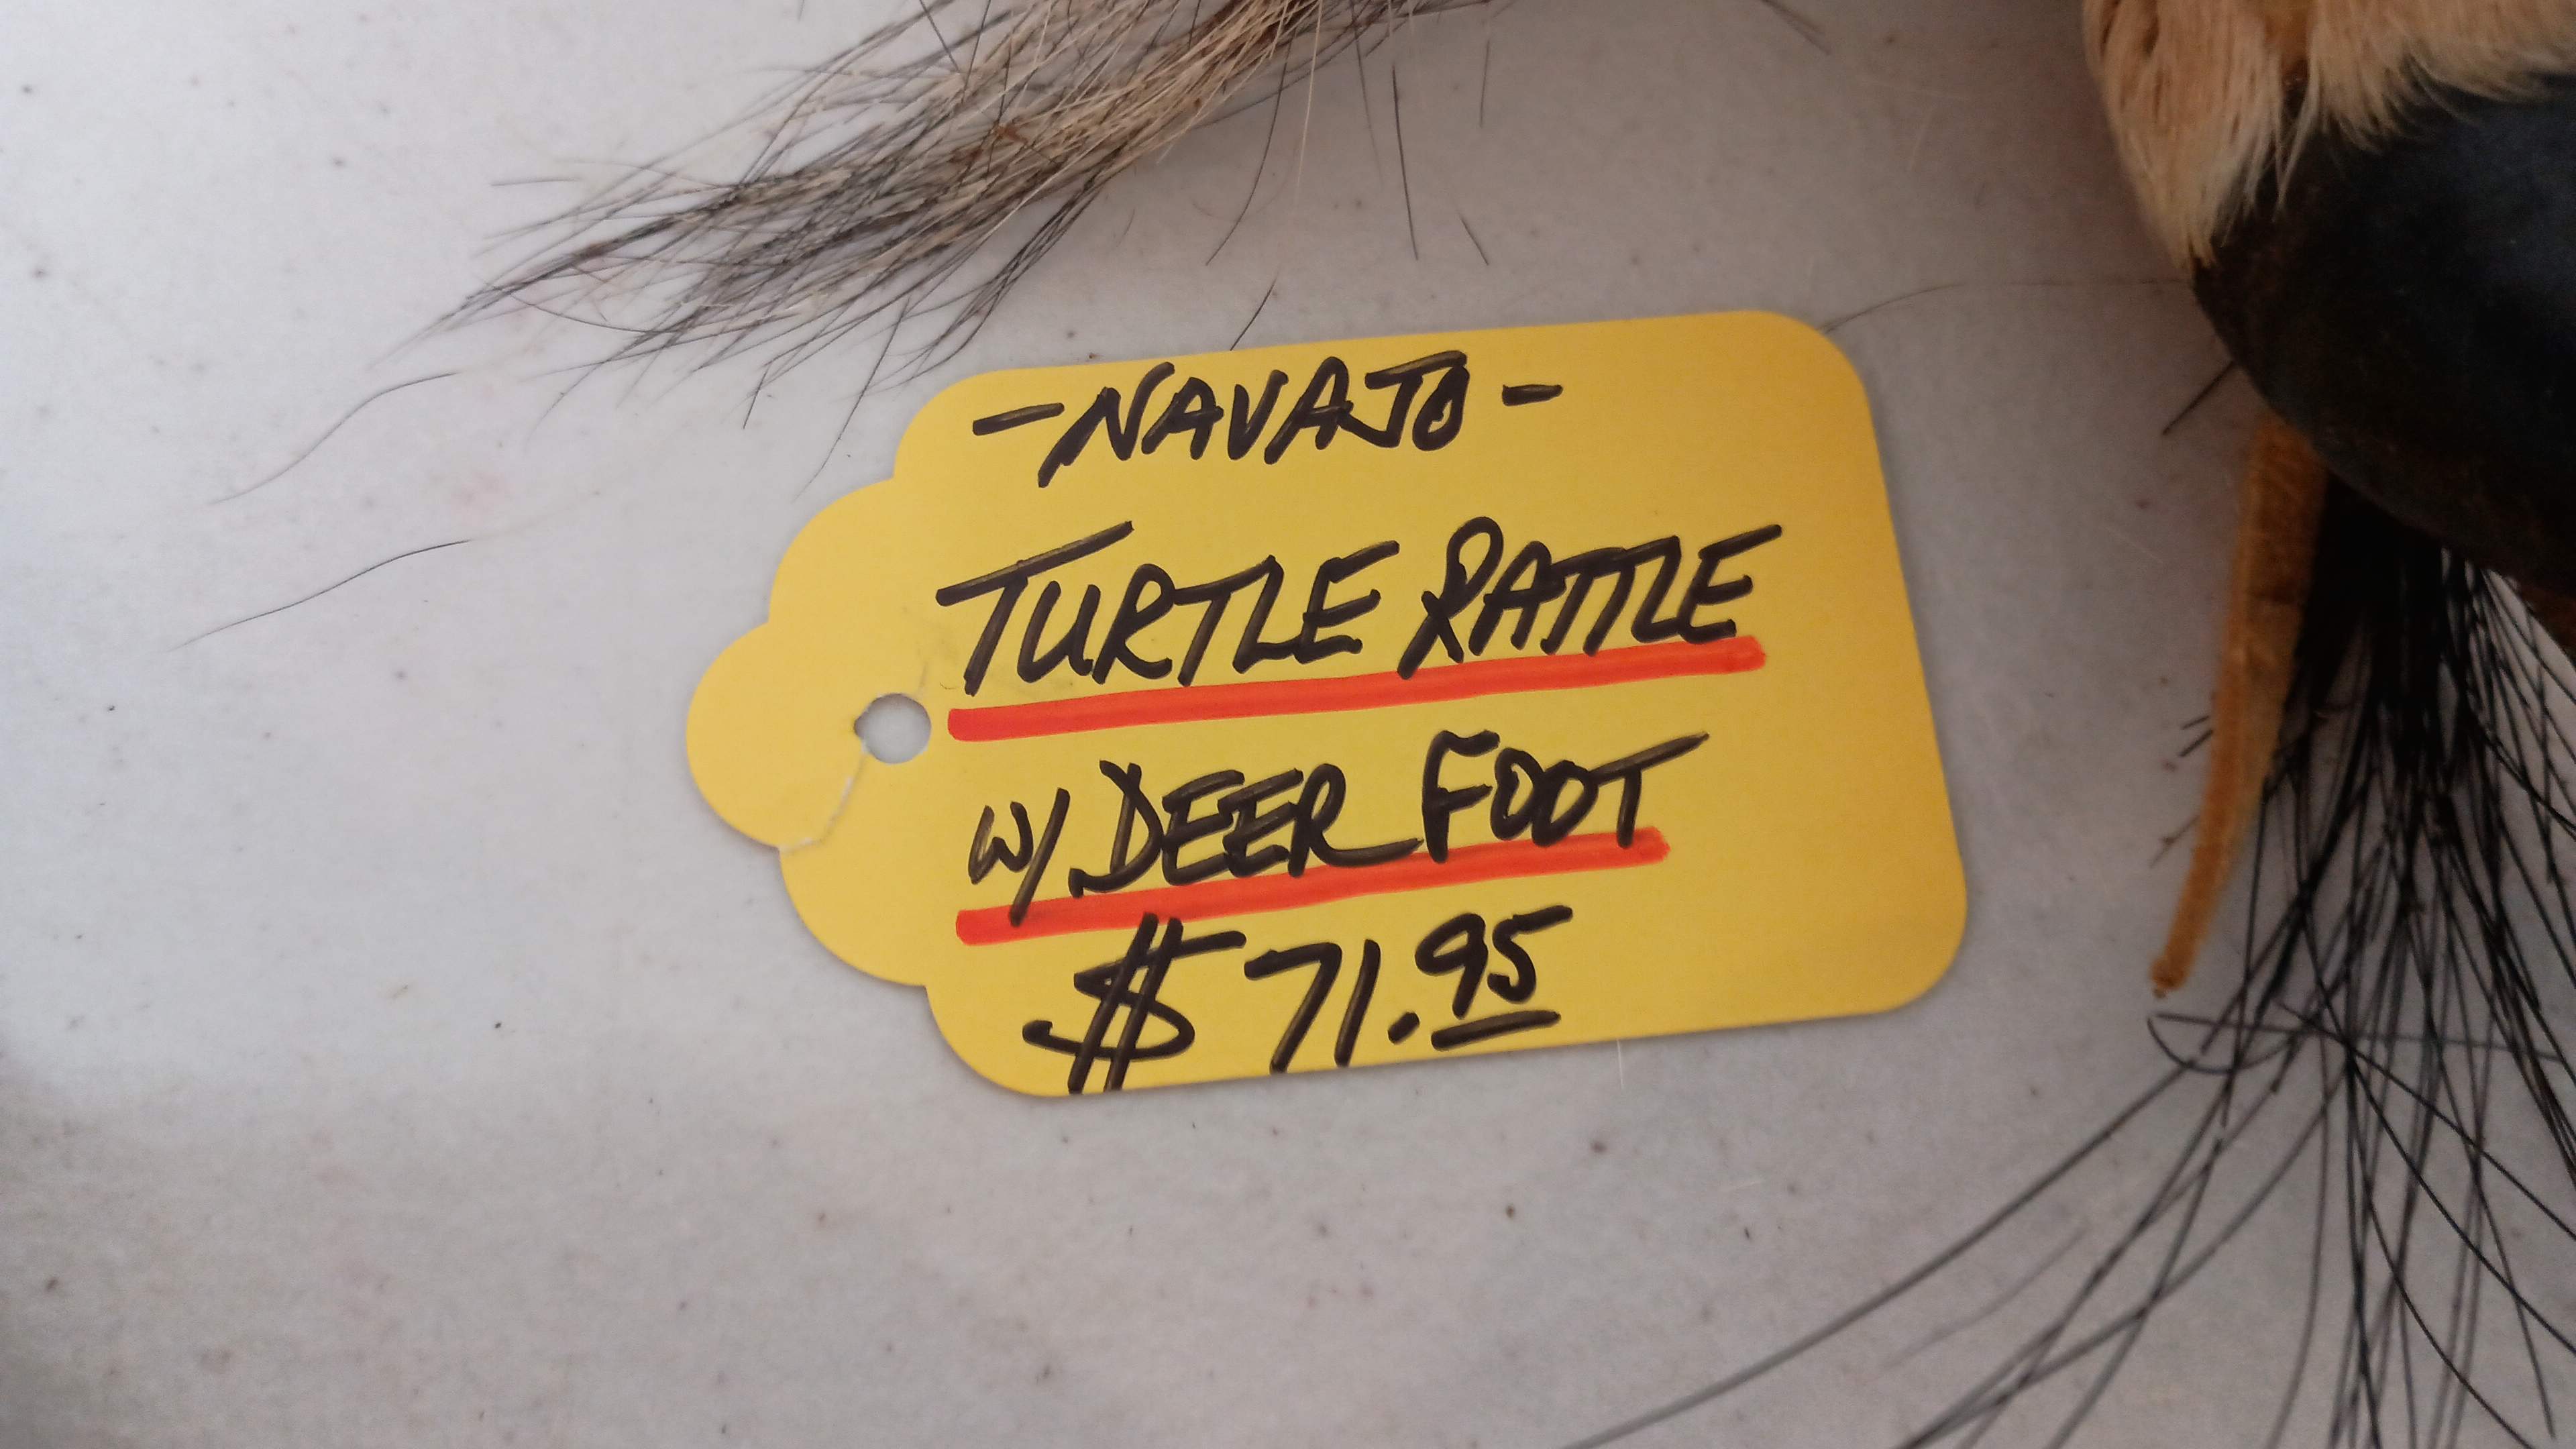 -NAVAJO-
TURTLE RATTLE
W/ DEER FOOT
$71.95